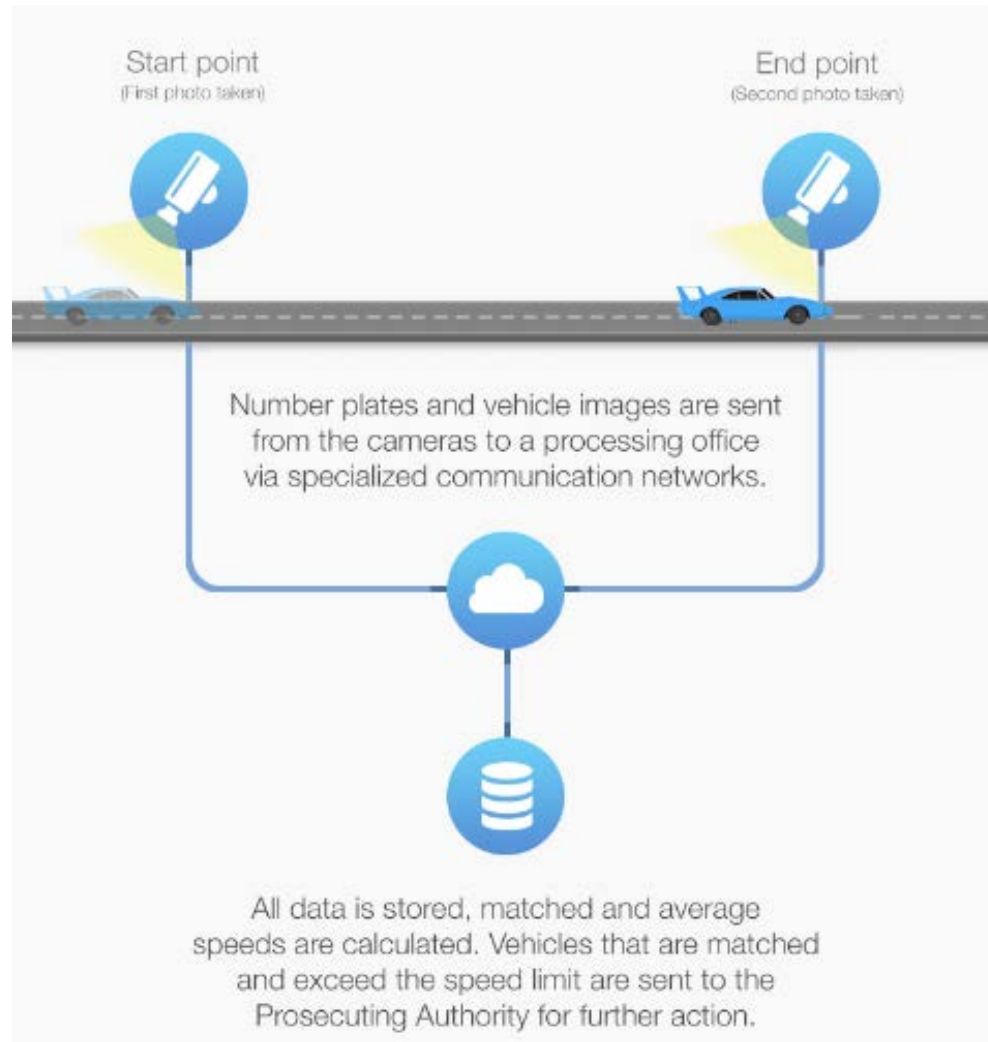 Start point
(First photo taken)
End point
(Second photo taken)
Number plates and vehicle images are sent
from the cameras to a processing office
via specialized communication networks.
All data is stored, matched and average
speeds are calculated. Vehicles that are matched
and exceed the speed limit are sent to the
Prosecuting Authority for further action.